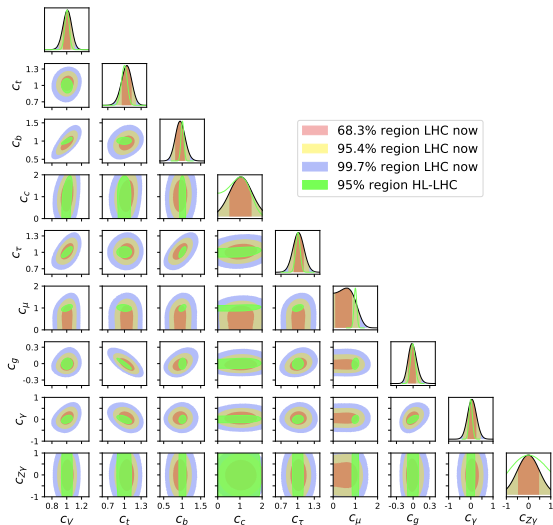 1.3
1.0
0.7
c_t
1.5
1.0
0.5
c_b
68.3% region LHC now
95.4% region LHC now
99.7% region LHC now
95% region HL-LHC
2
1
0
c_c
1.3
1.0
0.7
c_τ
2
1
0
c_μ
0.3
0.0
-0.3
c_g
1
0
-1
c_γ
1
0
-1
c_Zγ
0.8 1.2 0.7 1.3 0.5 1.5 0 1 2 0.7 1.3 0 1 2 -0.3 0.3 -1 0 1 -1 0 1
c_V c_t c_b c_c c_τ c_μ c_g c_γ c_Zγ